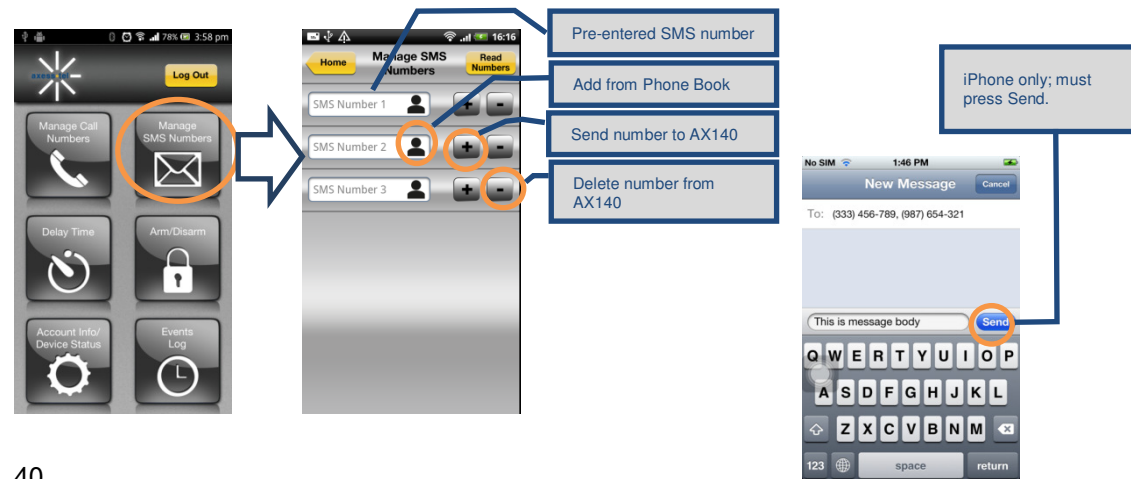 78% 3:58 pm
axesstel
Log Out
Manage Call
Numbers
Manage
SMS Numbers
Delay Time
Arm/Disarm
Account Info/
Device Status
Events
Log
16:16
Home
Manage SMS
Numbers
Read
Numbers
SMS Number 1
+ -
SMS Number 2
+ -
SMS Number 3
+ -
Pre-entered SMS number
Add from Phone Book
Send number to AX140
Delete number from
AX140
iPhone only; must
press Send.
No SIM 1:46 PM
New Message
Cancel
To: (333) 456-789, (987) 654-321
This is message body
Send
Q W E R T Y U I O P
A S D F G H J K L
Z X C V B N M
123 space return
40